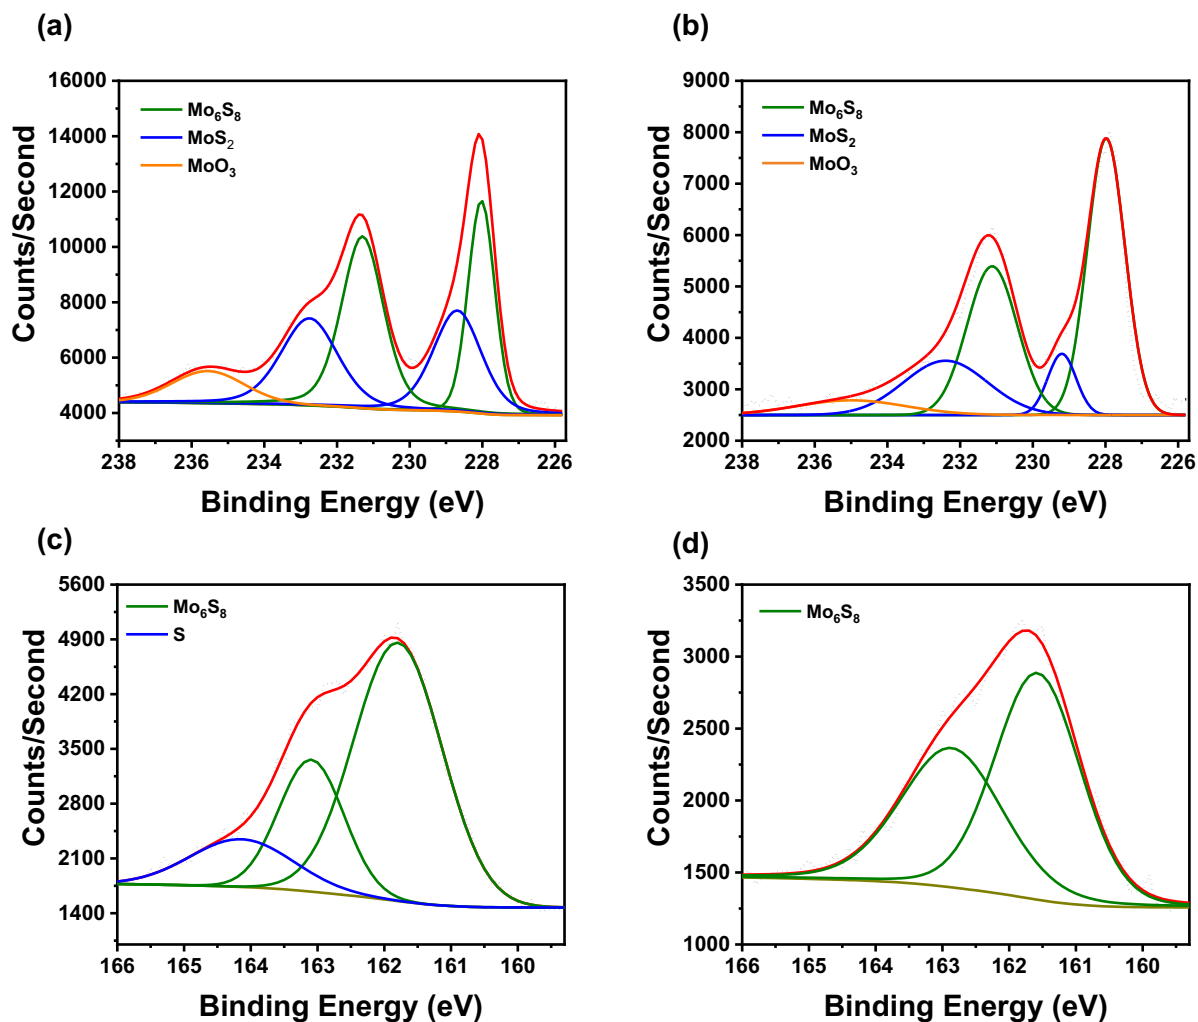 (a)
16000
14000
12000
10000
8000
6000
4000
Counts/Second
Mo₆S₈
MoS₂
MoO₃
238 236 234 232 230 228 226
Binding Energy (eV)
(b)
9000
8000
7000
6000
5000
4000
3000
2000
Counts/Second
Mo₆S₈
MoS₂
MoO₃
238 236 234 232 230 228 226
Binding Energy (eV)
(c)
5600
4900
4200
3500
2800
2100
1400
Counts/Second
Mo₆S₈
S
166 165 164 163 162 161 160
Binding Energy (eV)
(d)
3500
3000
2500
2000
1500
1000
Counts/Second
Mo₆S₈
166 165 164 163 162 161 160
Binding Energy (eV)